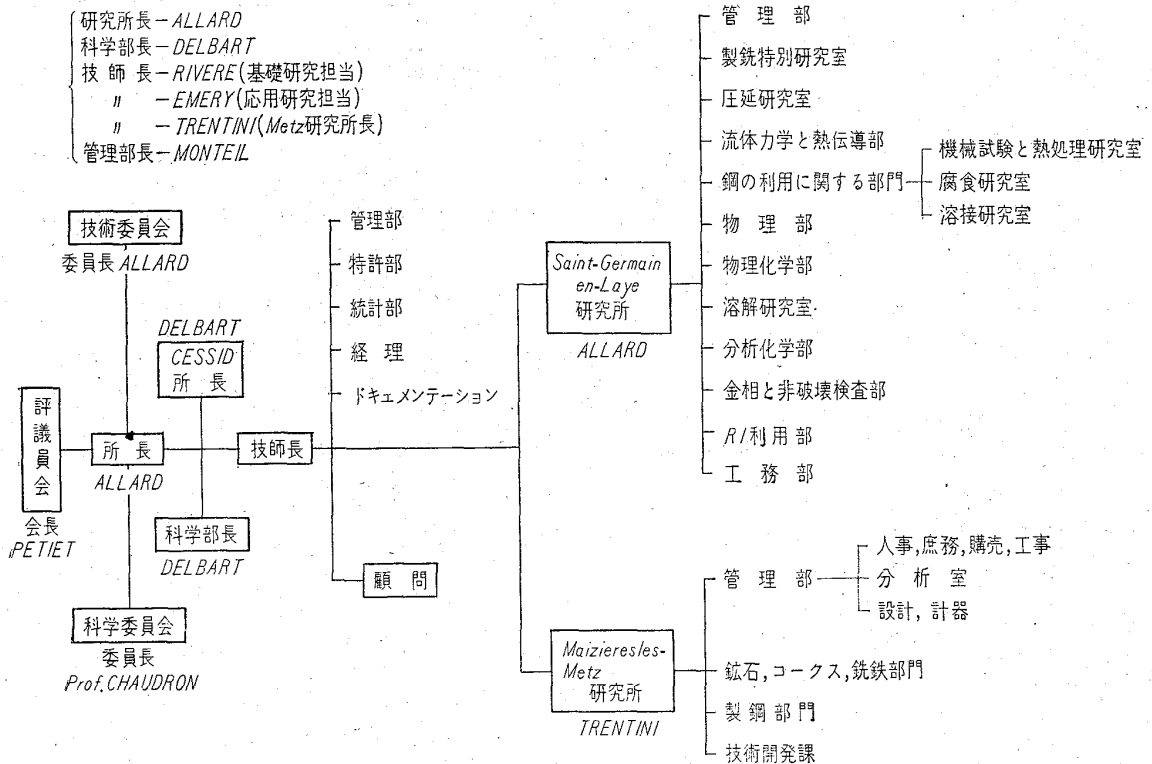 研究所長-ALLARD
科学部長-DELBART
技師長-RIVERE(基礎研究担当)
〃 -EMERY(応用研究担当)
〃 -TRENTINI(Metz研究所長)
管理部長-MONTEIL
技術委員会
委員長 ALLARD
DELBART
CESSID
所長
評議員会
会長
PETIET
所長
ALLARD
科学部長
DELBART
科学委員会
委員長
Prof.CHAUDRON
技師長
管理部
特許部
統計部
経理
ドキュメンテーション
顧問
Saint-Germain
en-Laye
研究所
ALLARD
管理部
製銑特別研究室
圧延研究室
流体力学と熱伝導部
鋼の利用に関する部門
機械試験と熱処理研究室
腐食研究室
溶接研究室
物理部
物理化学部
溶解研究室
分析化学部
金相と非破壊検査部
RI利用部
工務部
Maizieresles-
Metz
研究所
TRENTINI
管理部
人事,庶務,購売,工事
分析室
設計,計器
鉱石,コークス,銑鉄部門
製鋼部門
技術開発課